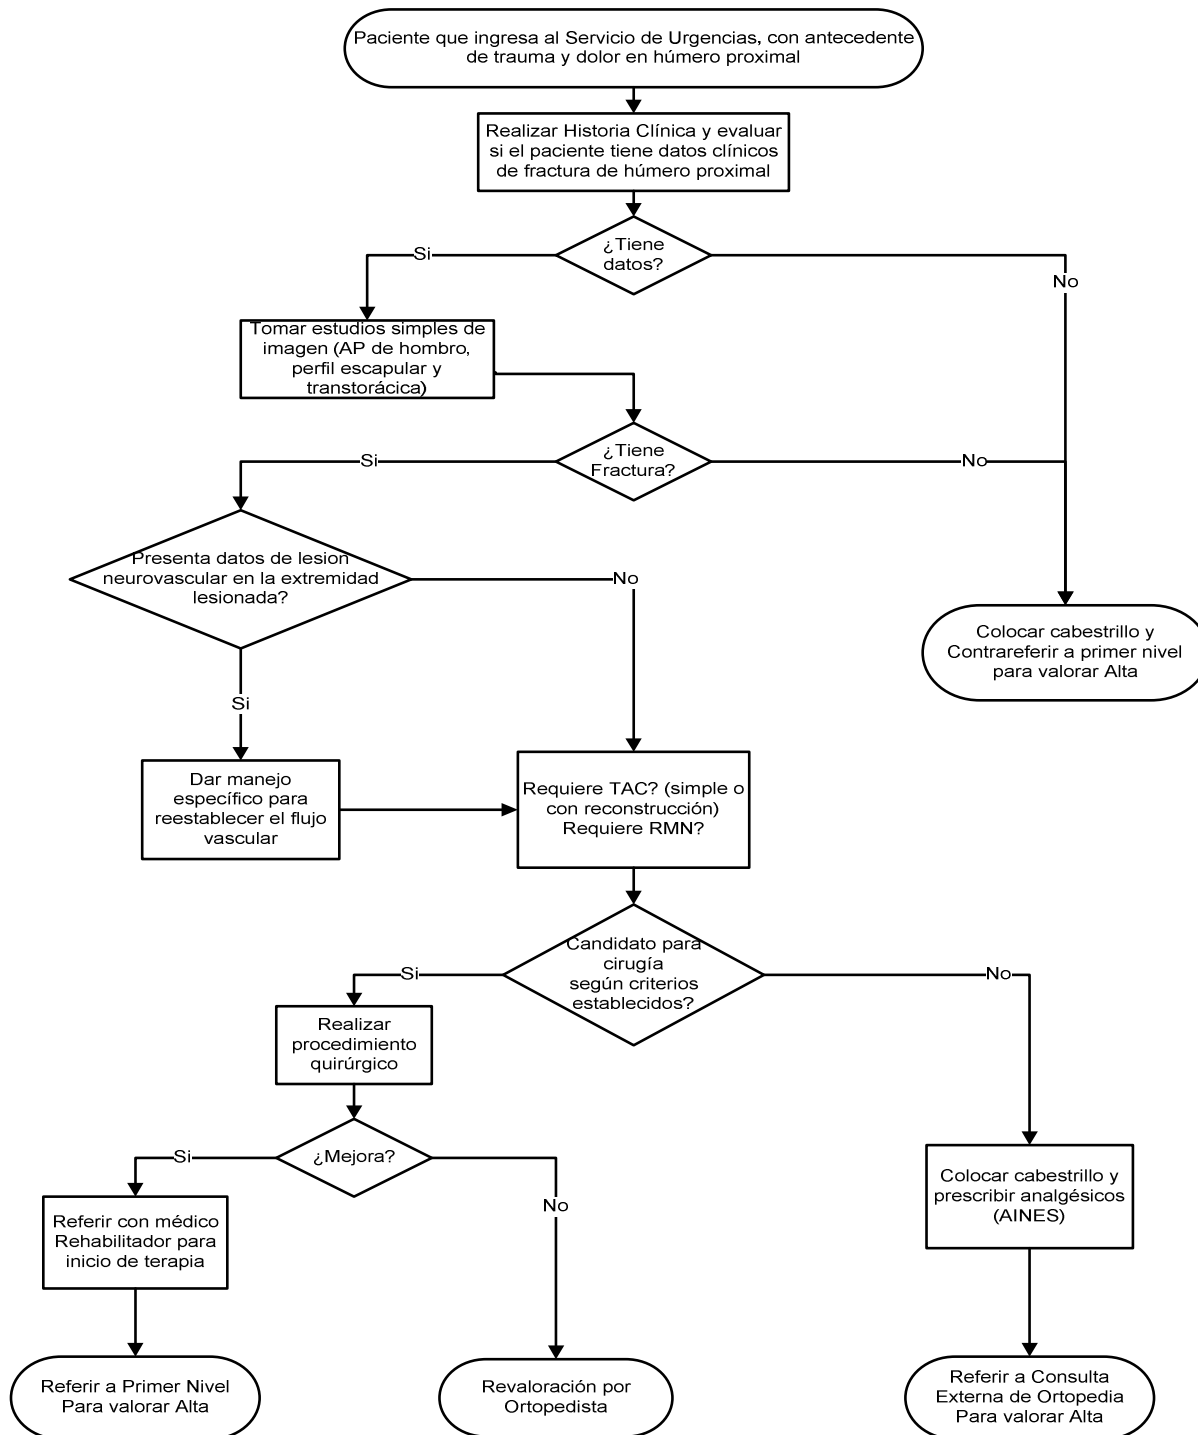 Paciente que ingresa al Servicio de Urgencias, con antecedente
de trauma y dolor en húmero proximal
Realizar Historia Clínica y evaluar
si el paciente tiene datos clínicos
de fractura de húmero proximal
¿Tiene
datos?
Si
No
Tomar estudios simples de
imagen (AP de hombro,
perfil escapular y
transtorácica)
¿Tiene
Fractura?
Si
No
Presenta datos de lesion
neurovascular en la extremidad
lesionada?
No
Si
Colocar cabestrillo y
Contrareferir a primer nivel
para valorar Alta
Dar manejo
específico para
reestablecer el flujo
vascular
Requiere TAC? (simple o
con reconstrucción)
Requiere RMN?
Candidato para
cirugía
según criterios
establecidos?
Si
No
Realizar
procedimiento
quirúrgico
¿Mejora?
Si
No
Referir con médico
Rehabilitador para
inicio de terapia
Colocar cabestrillo y
prescribir analgésicos
(AINES)
Referir a Primer Nivel
Para valorar Alta
Revaloración por
Ortopedista
Referir a Consulta
Externa de Ortopedia
Para valorar Alta